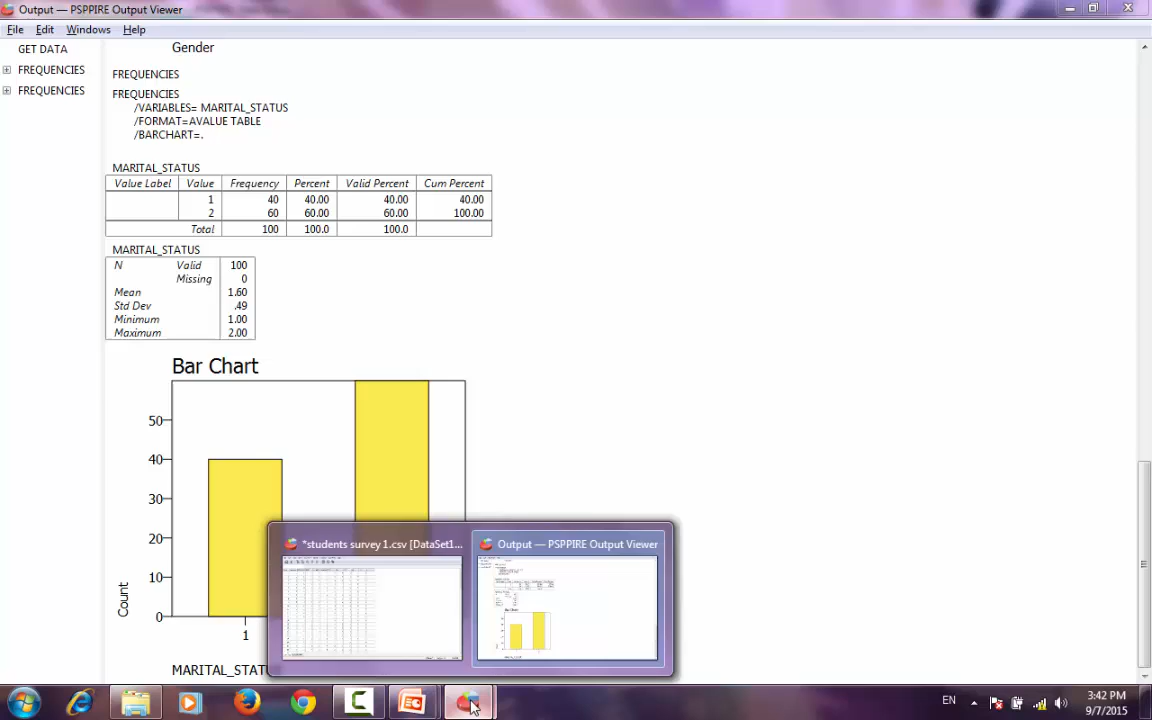 Output — PSPPIRE Output Viewer
File Edit Windows Help
GET DATA
FREQUENCIES
FREQUENCIES
Gender
FREQUENCIES
FREQUENCIES
/VARIABLES= MARITAL_STATUS
/FORMAT=AVALUE TABLE
/BARCHART=.
MARITAL_STATUS
Value Label Value Frequency Percent Valid Percent Cum Percent
1 40 40.00 40.00 40.00
2 60 60.00 60.00 100.00
Total 100 100.0 100.0
MARITAL_STATUS
N Valid 100
Missing 0
Mean 1.60
Std Dev .49
Minimum 1.00
Maximum 2.00
Bar Chart
50
40
30
20
10
0
Count
1
MARITAL_STATU
*students survey1.csv [DataSet1...
Output — PSPPIRE Output Viewer
EN
3:42 PM
9/7/2015